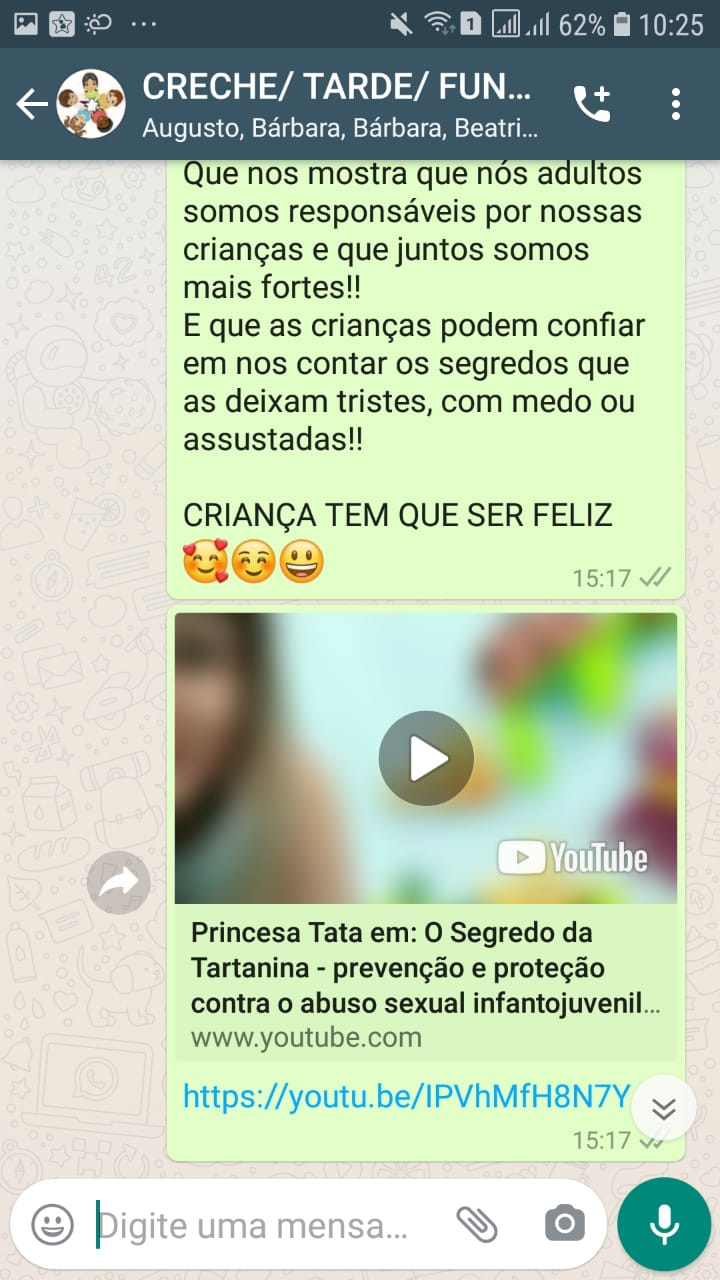 62% 10:25
CRECHE/ TARDE/ FUN...
Augusto, Bárbara, Bárbara, Beatri...
Que nos mostra que nós adultos
somos responsáveis por nossas
crianças e que juntos somos
mais fortes!!
E que as crianças podem confiar
em nos contar os segredos que
as deixam tristes, com medo ou
assustadas!!
CRIANÇA TEM QUE SER FELIZ
🥰☺️😃
15:17
YouTube
Princesa Tata em: O Segredo da
Tartanina - prevenção e proteção
contra o abuso sexual infantojuvenil...
www.youtube.com
https://youtu.be/IPVhMfH8N7Y
15:17
Digite uma mensa...